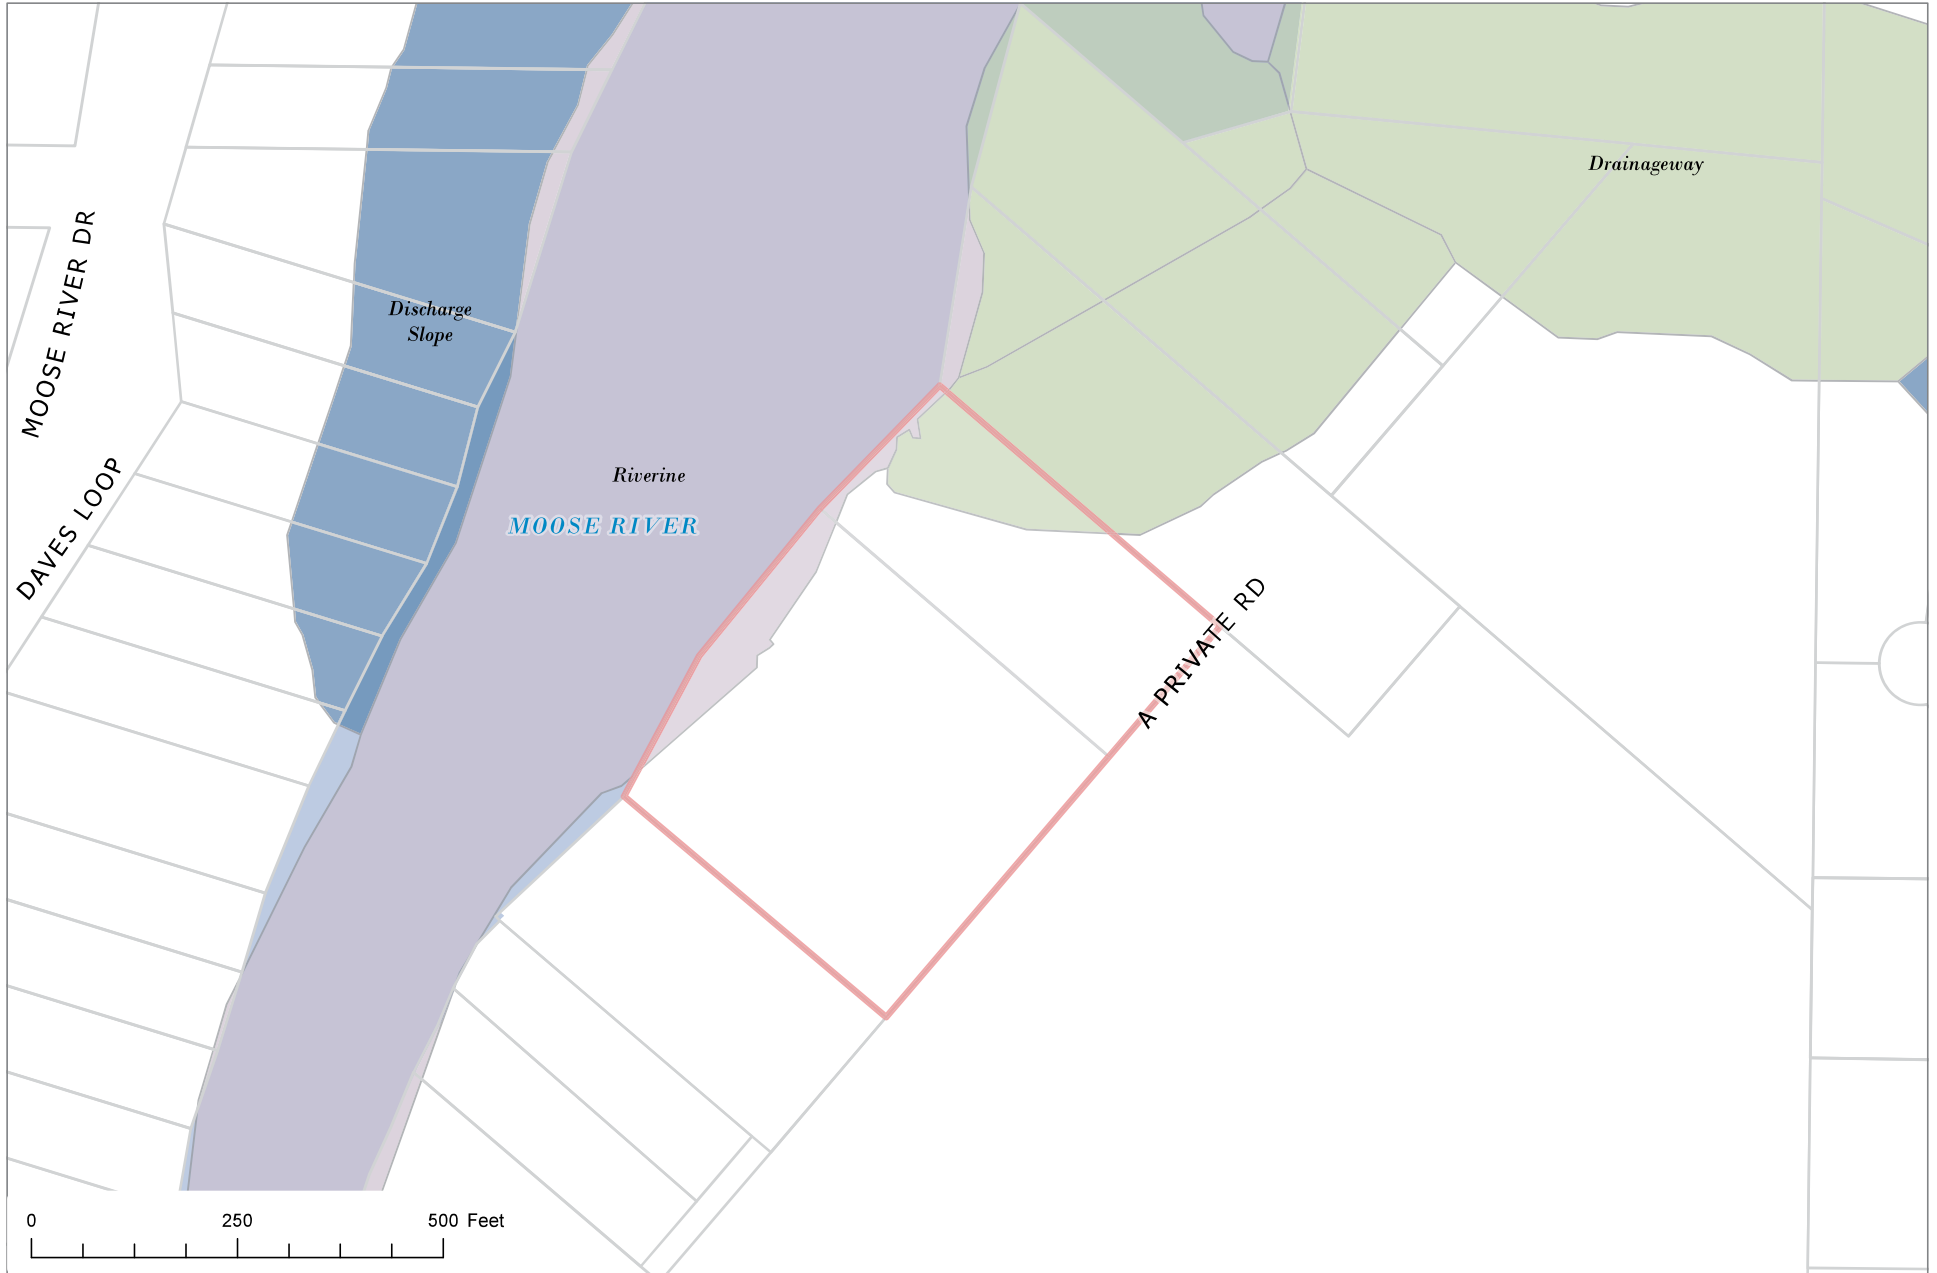 Drainageway
MOOSE RIVER DR
Discharge
Slope
Riverine
MOOSE RIVER
DAVES LOOP
A PRIVATE RD
0 250 500 Feet